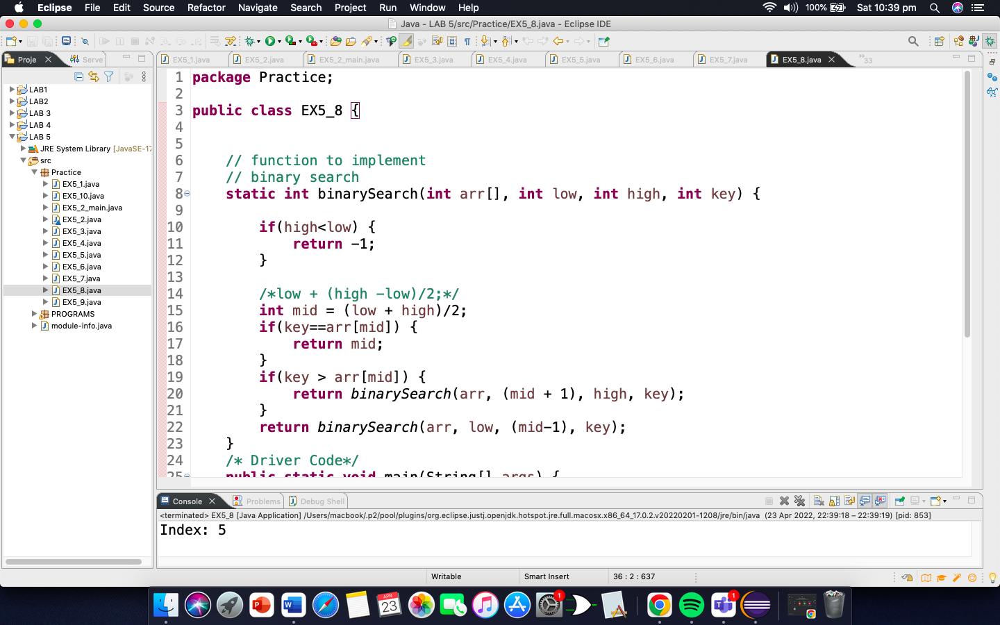 Eclipse File Edit Source Refactor Navigate Search Project Run Window Help 100% Sat 10:39 pm
Java - LAB 5/src/Practice/EX5_8.java - Eclipse IDE
Proje Serve
EX5_1.java EX5_2.java EX5_2_main.java EX5_3.java EX5_4.java EX5_5.java EX5_6.java EX5_7.java EX5_8.java 33
LAB1
LAB2
LAB 3
LAB 4
LAB 5
JRE System Library [JavaSE-17
src
Practice
EX5_1.java
EX5_10.java
EX5_2_main.java
EX5_2.java
EX5_3.java
EX5_4.java
EX5_5.java
EX5_6.java
EX5_7.java
EX5_8.java
EX5_9.java
PROGRAMS
module-info.java
1 package Practice;
2
3 public class EX5_8 {
4
5
6 // function to implement
7 // binary search
8 static int binarySearch(int arr[], int low, int high, int key) {
9
10 if(high<low) {
11 return -1;
12 }
13
14 /*low + (high -low)/2;*/
15 int mid = (low + high)/2;
16 if(key==arr[mid]) {
17 return mid;
18 }
19 if(key > arr[mid]) {
20 return binarySearch(arr, (mid + 1), high, key);
21 }
22 return binarySearch(arr, low, (mid-1), key);
23 }
24 /* Driver Code*/
25 public static void main(String[] args) {
Console Problems Debug Shell
<terminated> EX5_8 [Java Application] /Users/macbook/.p2/pool/plugins/org.eclipse.justj.openjdk.hotspot.jre.full.macosx.x86_64_17.0.2.v20220201-1208/jre/bin/java (23 Apr 2022, 22:39:18 – 22:39:19) [pid: 853]
Index: 5
Writable Smart Insert 36 : 2 : 637
APR
23
1
1